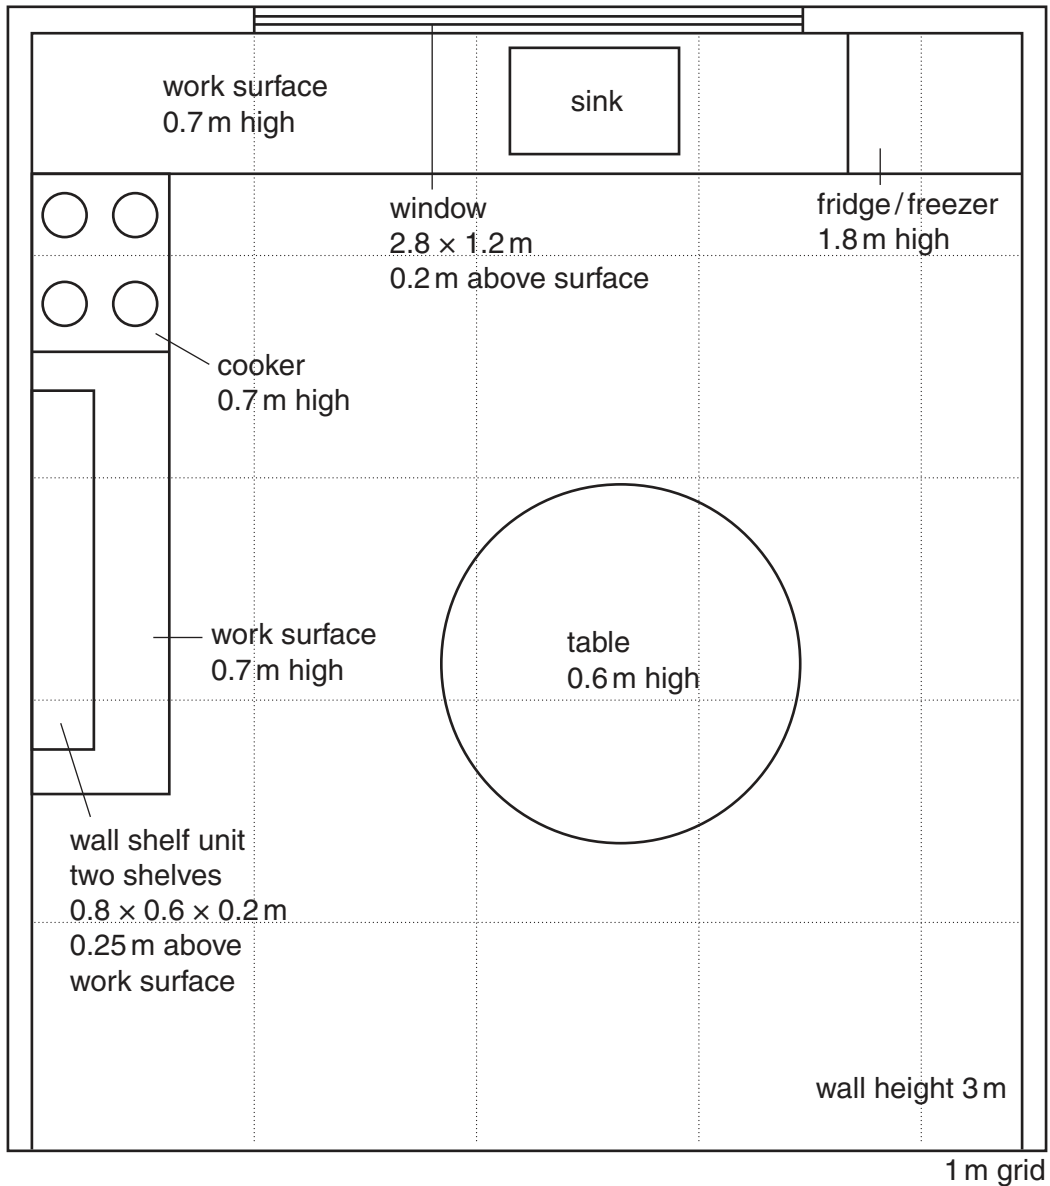 work surface
0.7 m high
sink
window
2.8 × 1.2 m
0.2 m above surface
fridge / freezer
1.8 m high
cooker
0.7 m high
work surface
0.7 m high
table
0.6 m high
wall shelf unit
two shelves
0.8 × 0.6 × 0.2 m
0.25 m above
work surface
wall height 3 m
1 m grid